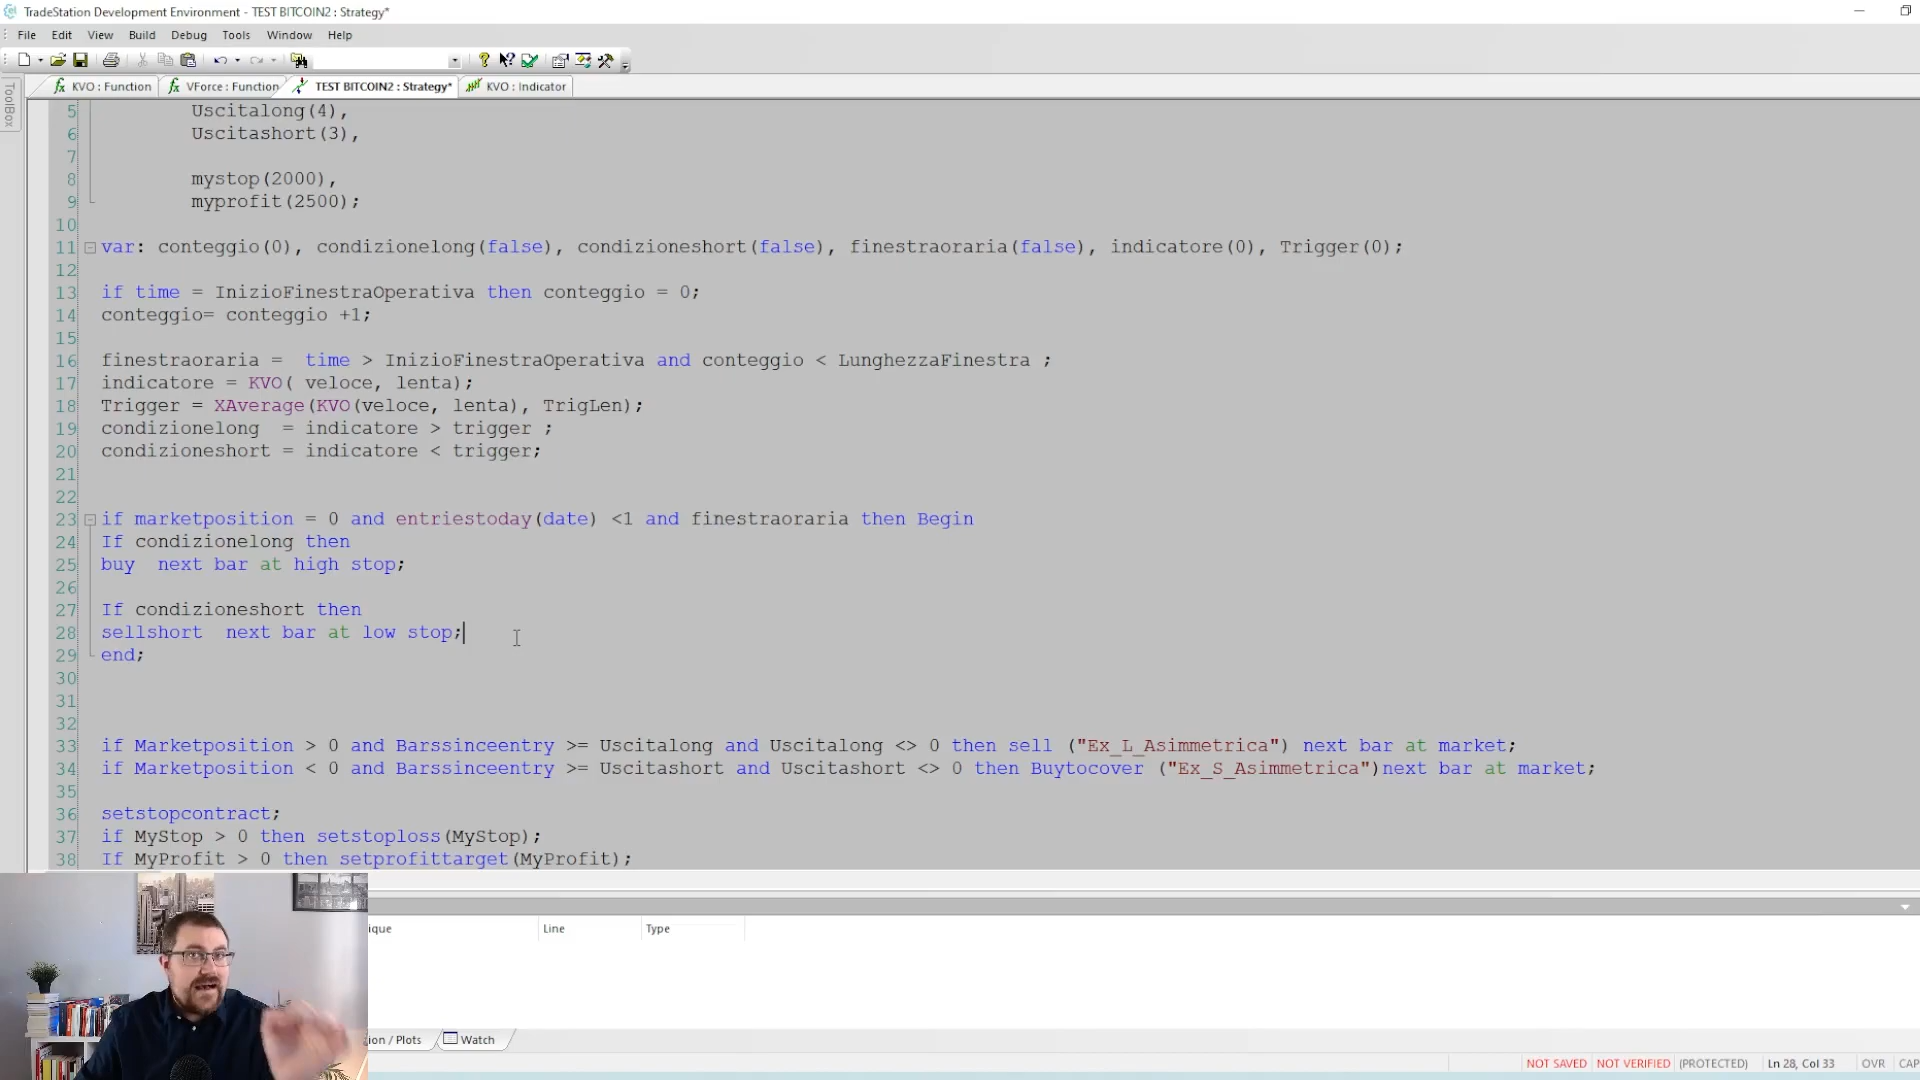 TradeStation Development Environment - TEST BITCOIN2 : Strategy*
File Edit View Build Debug Tools Window Help
ToolBox
KVO : Function VForce : Function TEST BITCOIN2 : Strategy* KVO : Indicator
5 Uscitalong(4),
6 Uscitashort(3),
7
8 mystop(2000),
9 myprofit(2500);
10
11 var: conteggio(0), condizionelong(false), condizioneshort(false), finestraoraria(false), indicatore(0), Trigger(0);
12
13 if time = InizioFinestraOperativa then conteggio = 0;
14 conteggio= conteggio +1;
15
16 finestraoraria =  time > InizioFinestraOperativa and conteggio < LunghezzaFinestra ;
17 indicatore = KVO( veloce, lenta);
18 Trigger = XAverage(KVO(veloce, lenta), TrigLen);
19 condizionelong  = indicatore > trigger ;
20 condizioneshort = indicatore < trigger;
21
22
23 if marketposition = 0 and entriestoday(date) <1 and finestraoraria then Begin
24 If condizionelong then
25 buy  next bar at high stop;
26
27 If condizioneshort then
28 sellshort  next bar at low stop;
29 end;
30
31
32
33 if Marketposition > 0 and Barssinceentry >= Uscitalong and Uscitalong <> 0 then sell ("Ex_L_Asimmetrica") next bar at market;
34 if Marketposition < 0 and Barssinceentry >= Uscitashort and Uscitashort <> 0 then Buytocover ("Ex_S_Asimmetrica")next bar at market;
35
36 setstopcontract;
37 if MyStop > 0 then setstoploss(MyStop);
38 If MyProfit > 0 then setprofittarget(MyProfit);
ique Line Type
ion / Plots Watch
NOT SAVED NOT VERIFIED (PROTECTED) Ln 28, Col 33 OVR CAP